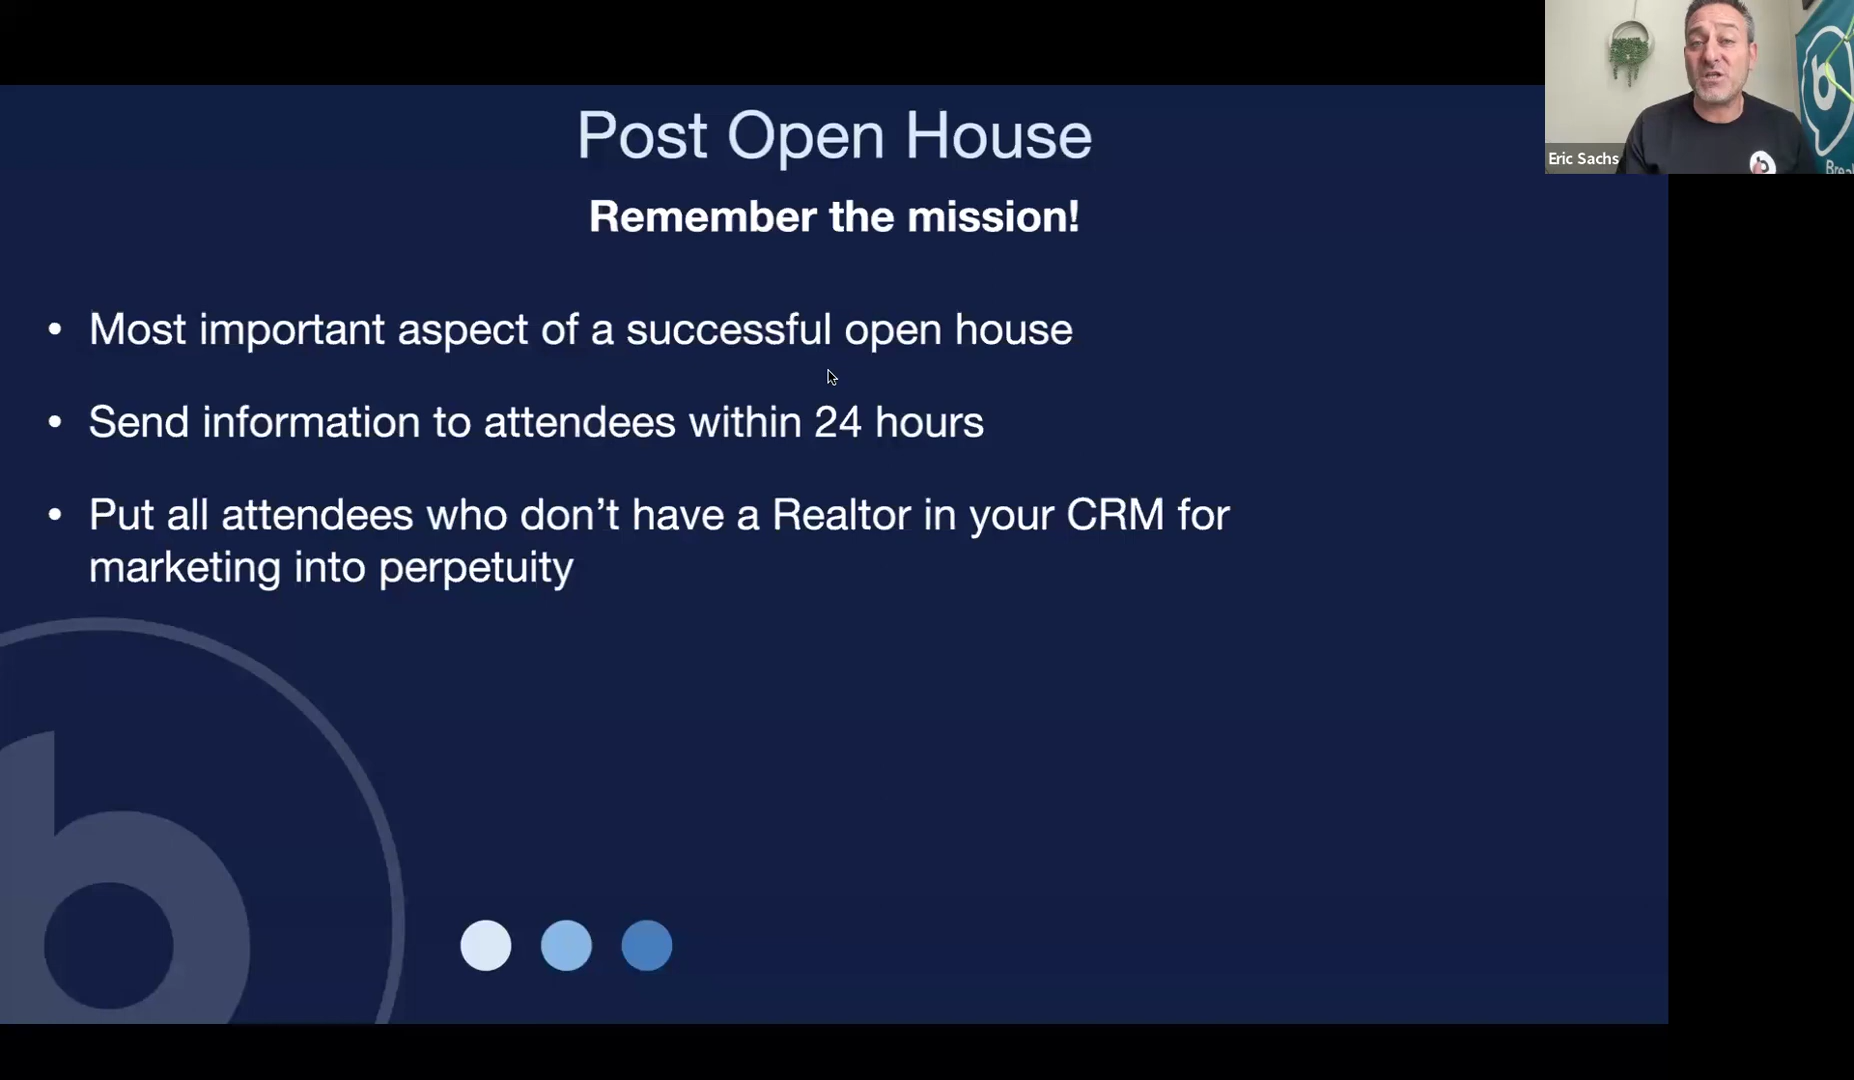 Post Open House
Remember the mission!
• Most important aspect of a successful open house
• Send information to attendees within 24 hours
• Put all attendees who don’t have a Realtor in your CRM for
marketing into perpetuity
Eric Sachs
b
Brea
b